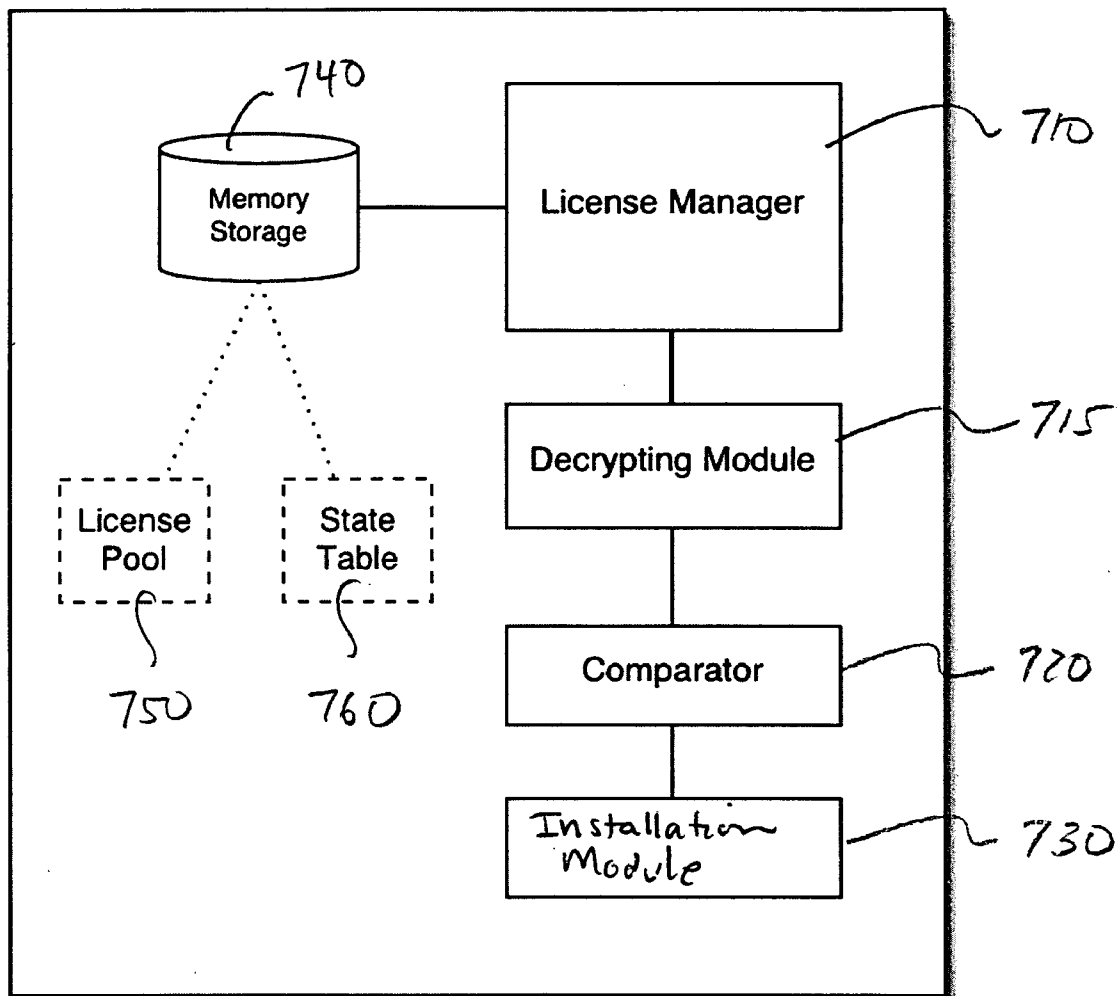 740
710
Memory
Storage
License Manager
715
Decrypting Module
License
Pool
State
Table
Comparator
720
750
760
Installation
Module
730